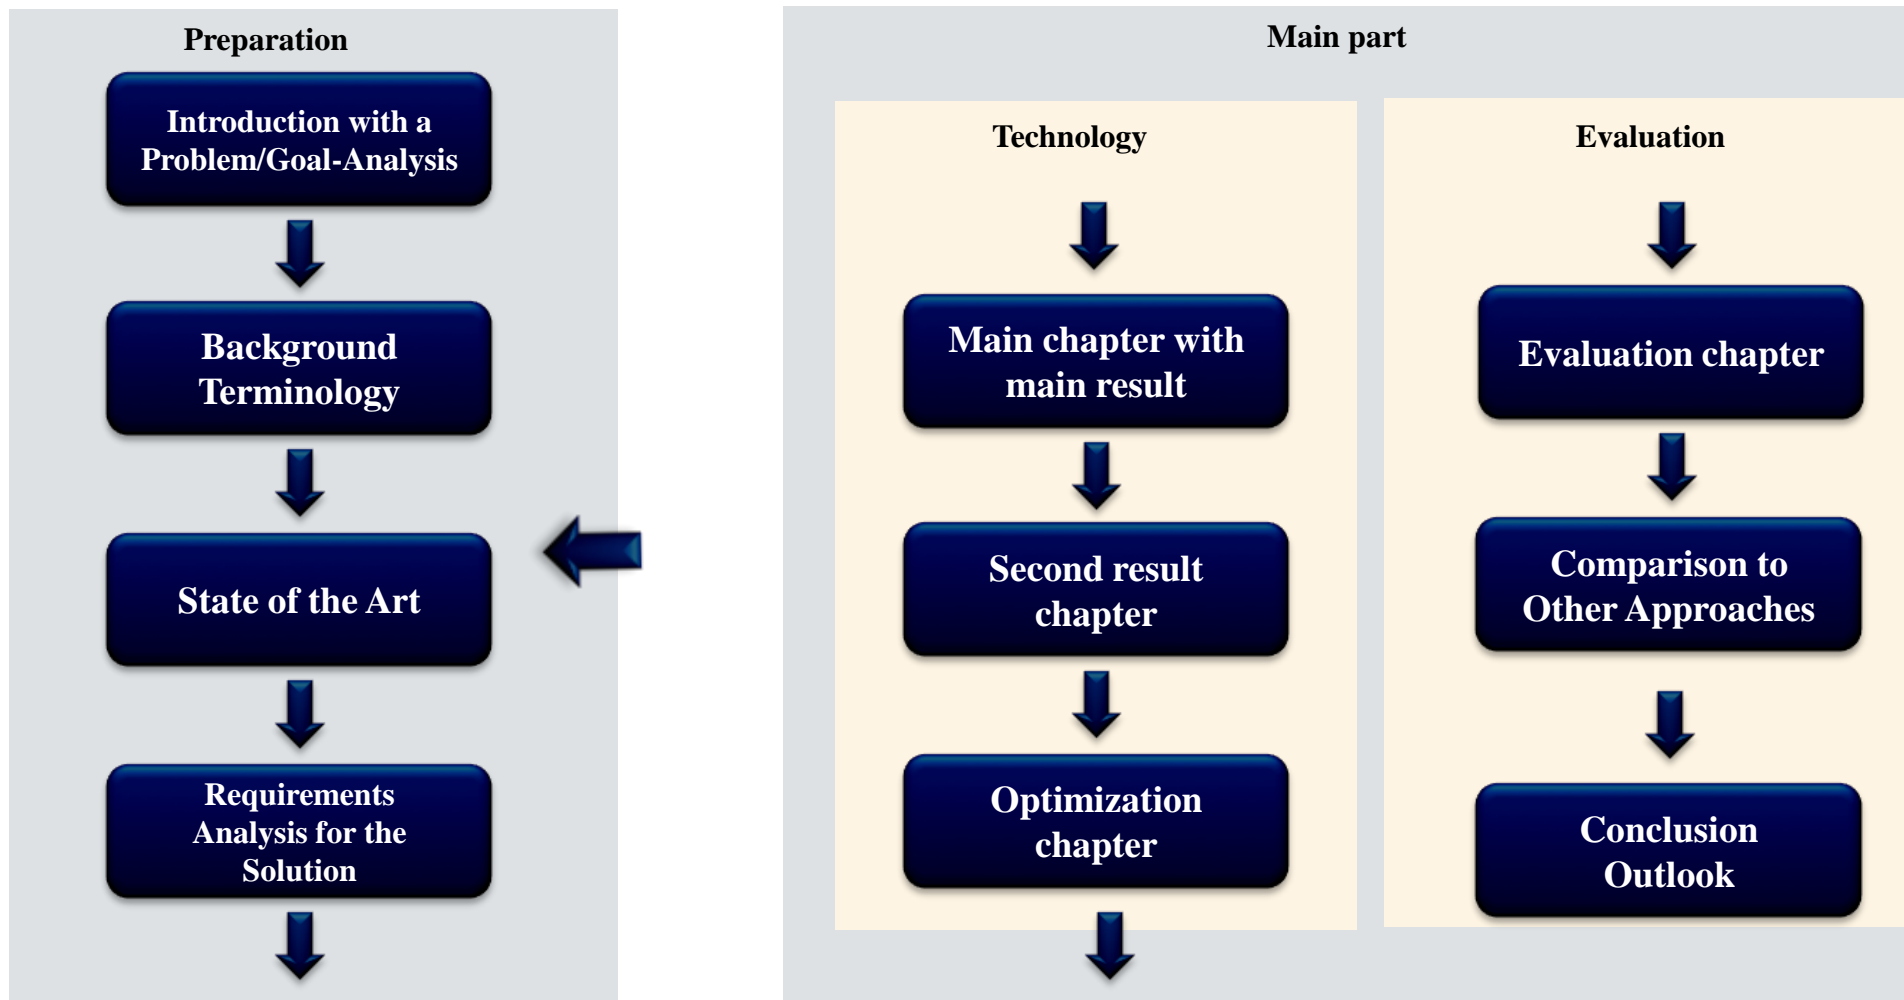 Preparation
Introduction with a
Problem/Goal-Analysis
Background
Terminology
State of the Art
Requirements
Analysis for the
Solution
Main part
Technology
Main chapter with
main result
Second result
chapter
Optimization
chapter
Evaluation
Evaluation chapter
Comparison to
Other Approaches
Conclusion
Outlook